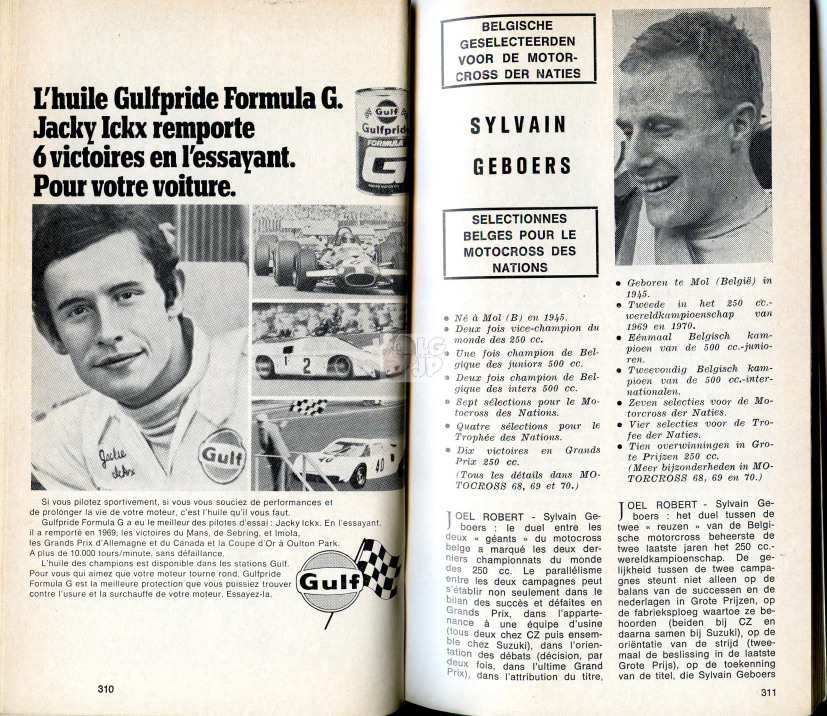 L'huile Gulfpride Formula G.
Jacky Ickx remporte
6 victoires en l'essayant.
Pour votre voiture.
Gulf
Gulfpride
FORMULA
G
2
40
Jackie
Ickx
Gulf
Si vous pilotez sportivement, si vous vous souciez de performances et
de prolonger la vie de votre moteur, c'est l'huile qu'il vous faut.
Gulfpride Formula G a eu le meilleur des pilotes d'essai : Jacky Ickx. En l'essayant,
il a remporté en 1969, les victoires du Mans, de Sebring, et Imola,
les Grands Prix d'Allemagne et du Canada et la Coupe d'Or à Oulton Park.
A plus de 10.000 tours/minute, sans défaillance.
L'huile des champions est disponible dans les stations Gulf.
Pour vous qui aimez que votre moteur tourne rond. Gulfpride
Formula G est la meilleure protection que vous puissiez trouver
contre l'usure et la surchauffe de votre moteur. Essayez-la.
Gulf
310
BELGISCHE
GESELECTEERDEN
VOOR DE MOTOR-
CROSS DER NATIES
SYLVAIN
GEBOERS
SELECTIONNES
BELGES POUR LE
MOTOCROSS DES
NATIONS
● Né à Mol (B) en 1945.
● Deux fois vice-champion du
monde des 250 cc.
● Une fois champion de Bel-
gique des juniors 500 cc.
● Deux fois champion de Bel-
gique des inters 500 cc.
● Sept sélections pour le Mo-
tocross des Nations.
● Quatre sélections pour le
Trophée des Nations.
● Dix victoires en Grands
Prix 250 cc.
(Tous les détails dans MO-
TOCROSS 68, 69 et 70.)
JOEL ROBERT - Sylvain Ge-
boers : le duel entre les
deux « géants » du motocross
belge a marqué les deux der-
niers championnats du monde
des 250 cc. Le parallélisme
entre les deux campagnes peut
s'établir non seulement dans le
bilan des succès et défaites en
Grands Prix, dans l'apparte-
nance à une équipe d'usine
(tous deux chez CZ puis ensem-
ble chez Suzuki), dans l'orien-
tation des débats (décision, par
deux fois, dans l'ultime Grand
Prix), dans l'attribution du titre,
● Geboren te Mol (België) in
1945.
● Tweede in het 250 cc.-
wereldkampioenschap van
1969 en 1970.
● Eénmaal Belgisch kam-
pioen van de 500 cc.-junio-
ren.
● Tweevoudig Belgisch kam-
pioen van de 500 cc.-inter-
nationalen.
● Zeven selecties voor de Mo-
torcross der Naties.
● Vier selecties voor de Tro-
fee der Naties.
● Tien overwinningen in Gro-
te Prijzen 250 cc.
(Meer bijzonderheden in MO-
TORCROSS 68, 69 en 70.)
JOEL ROBERT - Sylvain Ge-
boers : het duel tussen de
twee « reuzen » van de Belgi-
sche motorcross beheerste de
twee laatste jaren het 250 cc.-
wereldkampioenschap. De ge-
lijkheid tussen de twee campa-
gnes steunt niet alleen op de
balans van de successen en de
nederlagen in Grote Prijzen, op
de fabrieksploeg waartoe ze be-
hoorden (beiden bij CZ en
daarna samen bij Suzuki), op de
oriëntatie van de strijd (twee-
maal de beslissing in de laatste
Grote Prijs), op de toekenning
van de titel, die Sylvain Geboers
311